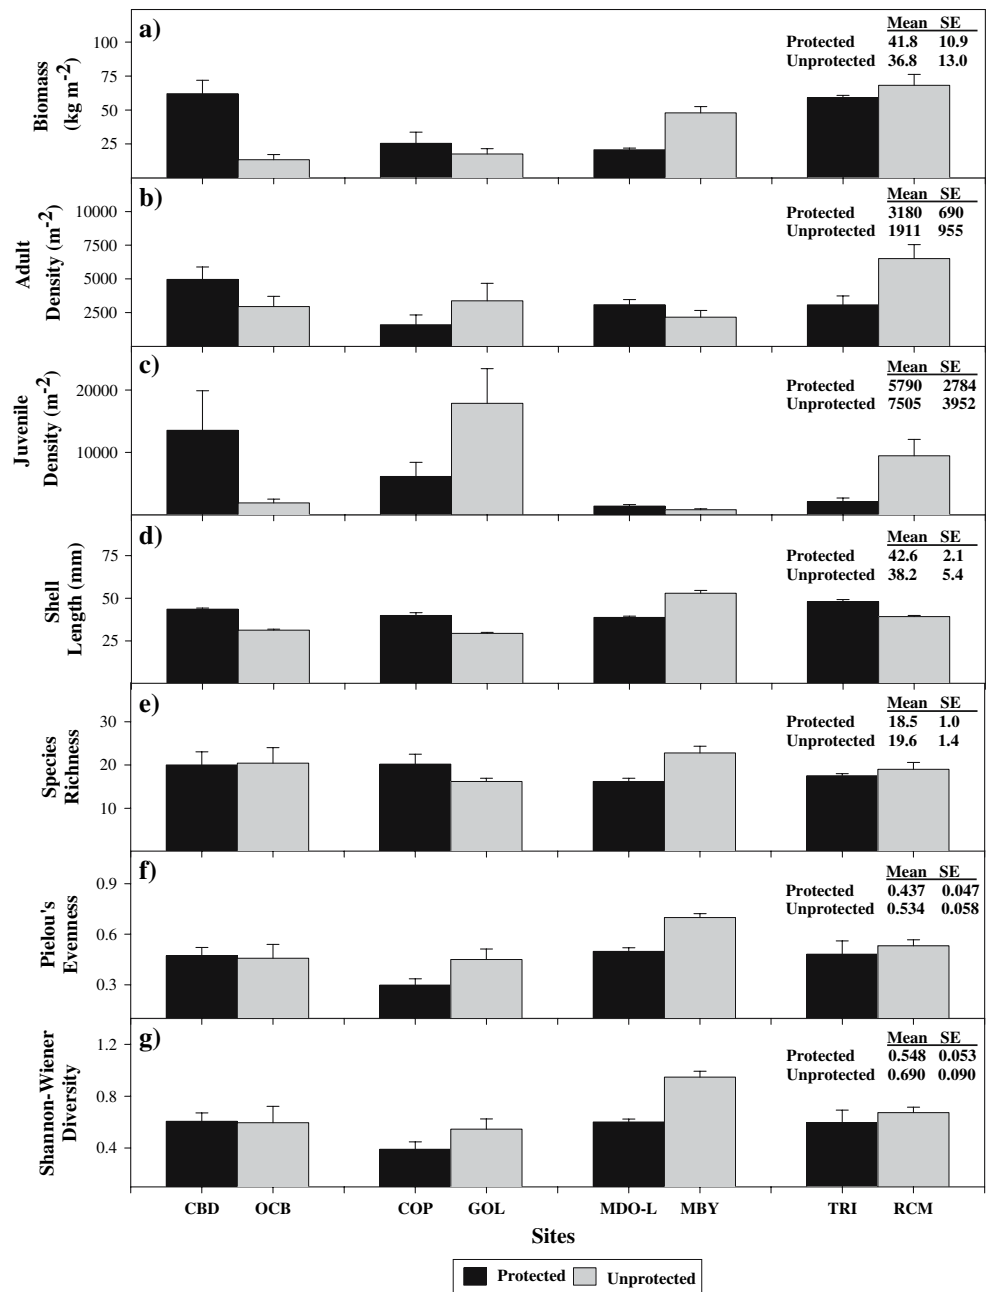 a)
Mean SE
Protected 41.8 10.9
Unprotected 36.8 13.0
Biomass
(kg m-2)
100
75
50
25
b)
Mean SE
Protected 3180 690
Unprotected 1911 955
Adult
Density (m-2)
10000
7500
5000
2500
c)
Mean SE
Protected 5790 2784
Unprotected 7505 3952
Juvenile
Density (m-2)
20000
10000
d)
Mean SE
Protected 42.6 2.1
Unprotected 38.2 5.4
Shell
Length (mm)
75
50
25
e)
Mean SE
Protected 18.5 1.0
Unprotected 19.6 1.4
Species
Richness
30
20
10
f)
Mean SE
Protected 0.437 0.047
Unprotected 0.534 0.058
Pielou's
Evenness
0.9
0.6
0.3
g)
Mean SE
Protected 0.548 0.053
Unprotected 0.690 0.090
Shannon-Wiener
Diversity
1.2
0.8
0.4
CBD OCB COP GOL MDO-L MBY TRI RCM
Sites
Protected Unprotected